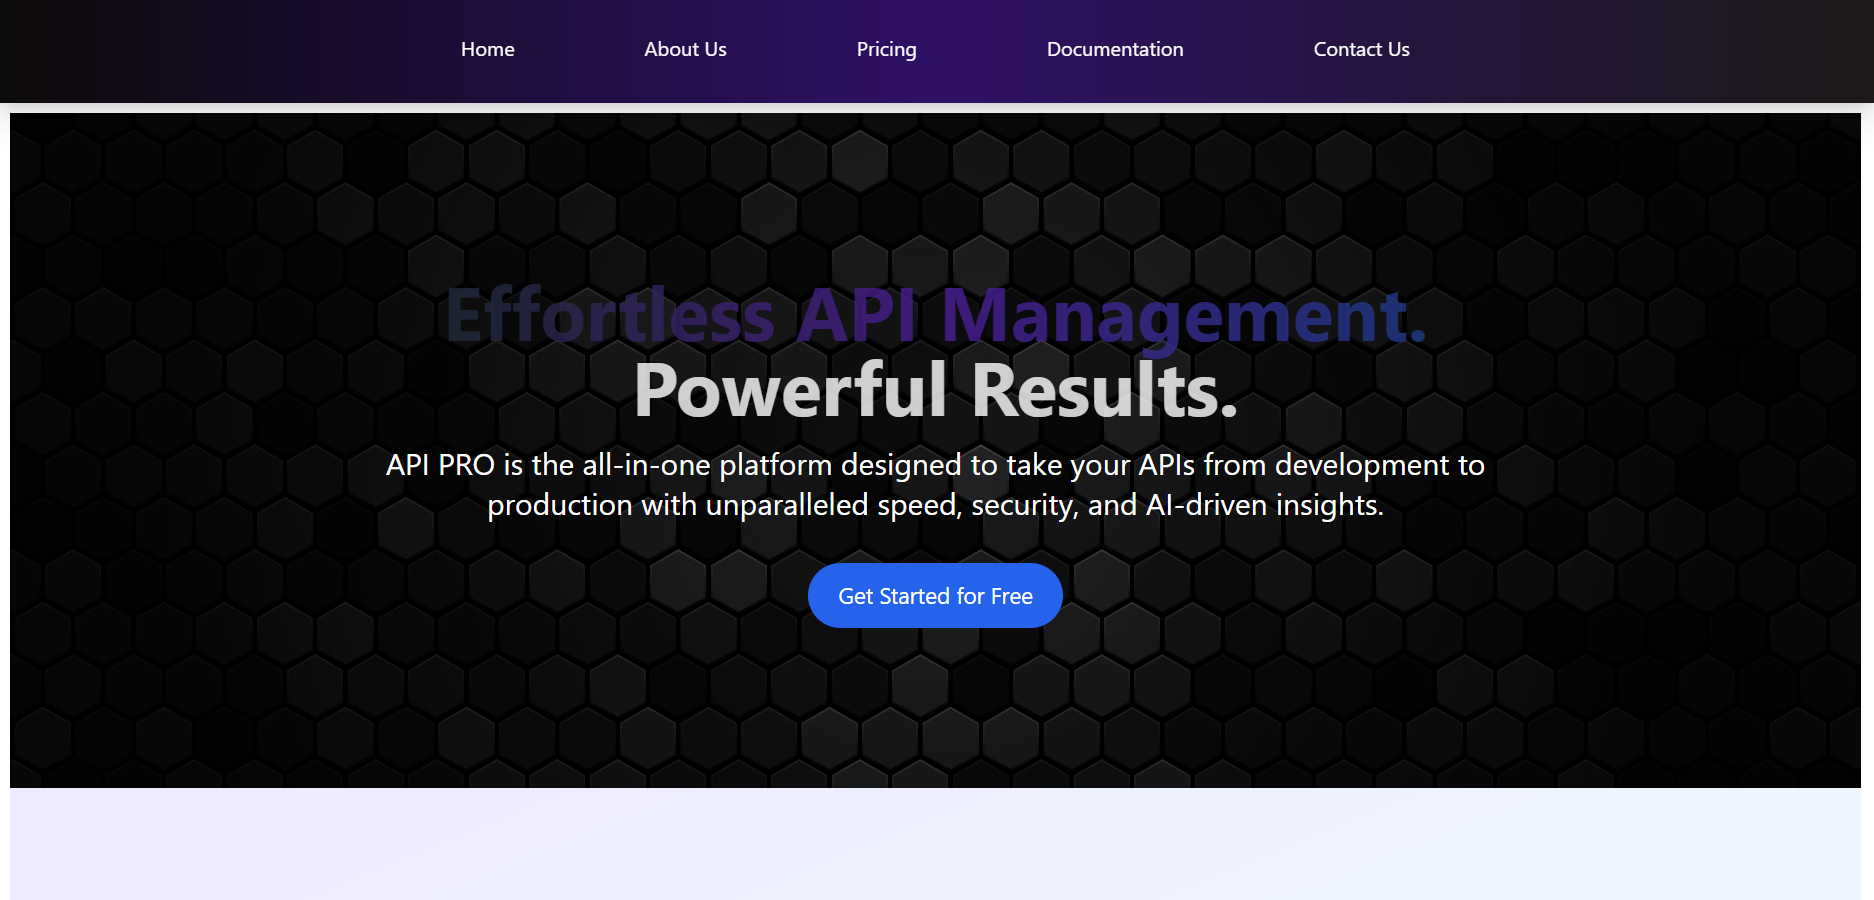 Home About Us Pricing Documentation Contact Us
Effortless API Management.
Powerful Results.
API PRO is the all-in-one platform designed to take your APIs from development to
production with unparalleled speed, security, and AI-driven insights.
Get Started for Free